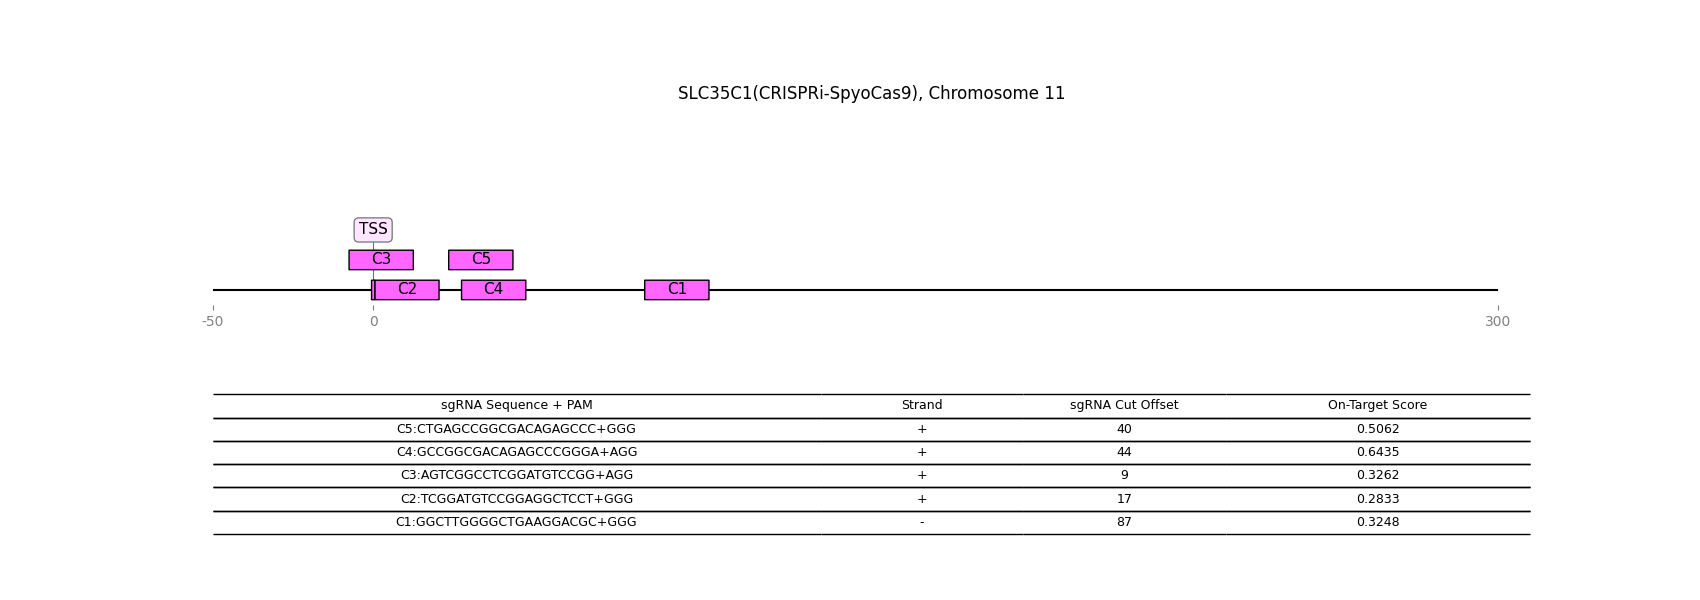 SLC35C1(CRISPRi-SpyoCas9), Chromosome 11
TSS
C3 C5
C2 C4 C1
-50 0 300
sgRNA Sequence + PAM Strand sgRNA Cut Offset On-Target Score
C5:CTGAGCCGGCGACAGAGCCC+GGG + 40 0.5062
C4:GCCGGCGACAGAGCCCGGGA+AGG + 44 0.6435
C3:AGTCGGCCTCGGATGTCCGG+AGG + 9 0.3262
C2:TCGGATGTCCGGAGGCTCCT+GGG + 17 0.2833
C1:GGCTTGGGGCTGAAGGACGC+GGG - 87 0.3248